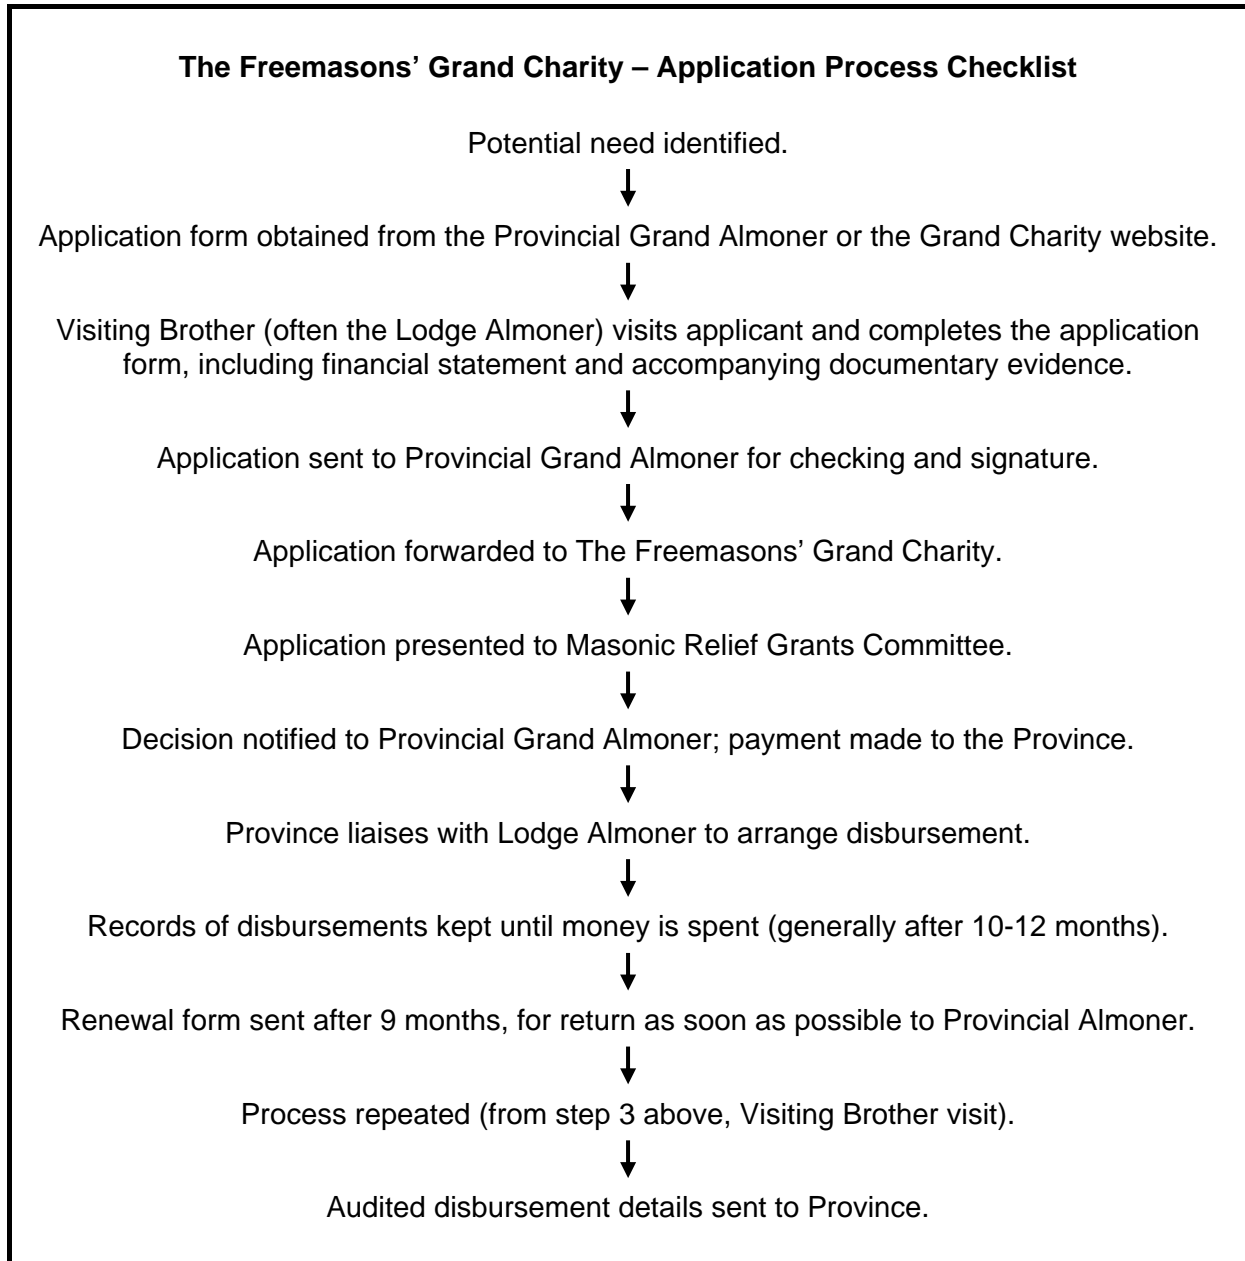 The Freemasons’ Grand Charity – Application Process Checklist
Potential need identified.
Application form obtained from the Provincial Grand Almoner or the Grand Charity website.
Visiting Brother (often the Lodge Almoner) visits applicant and completes the application
form, including financial statement and accompanying documentary evidence.
Application sent to Provincial Grand Almoner for checking and signature.
Application forwarded to The Freemasons’ Grand Charity.
Application presented to Masonic Relief Grants Committee.
Decision notified to Provincial Grand Almoner; payment made to the Province.
Province liaises with Lodge Almoner to arrange disbursement.
Records of disbursements kept until money is spent (generally after 10-12 months).
Renewal form sent after 9 months, for return as soon as possible to Provincial Almoner.
Process repeated (from step 3 above, Visiting Brother visit).
Audited disbursement details sent to Province.